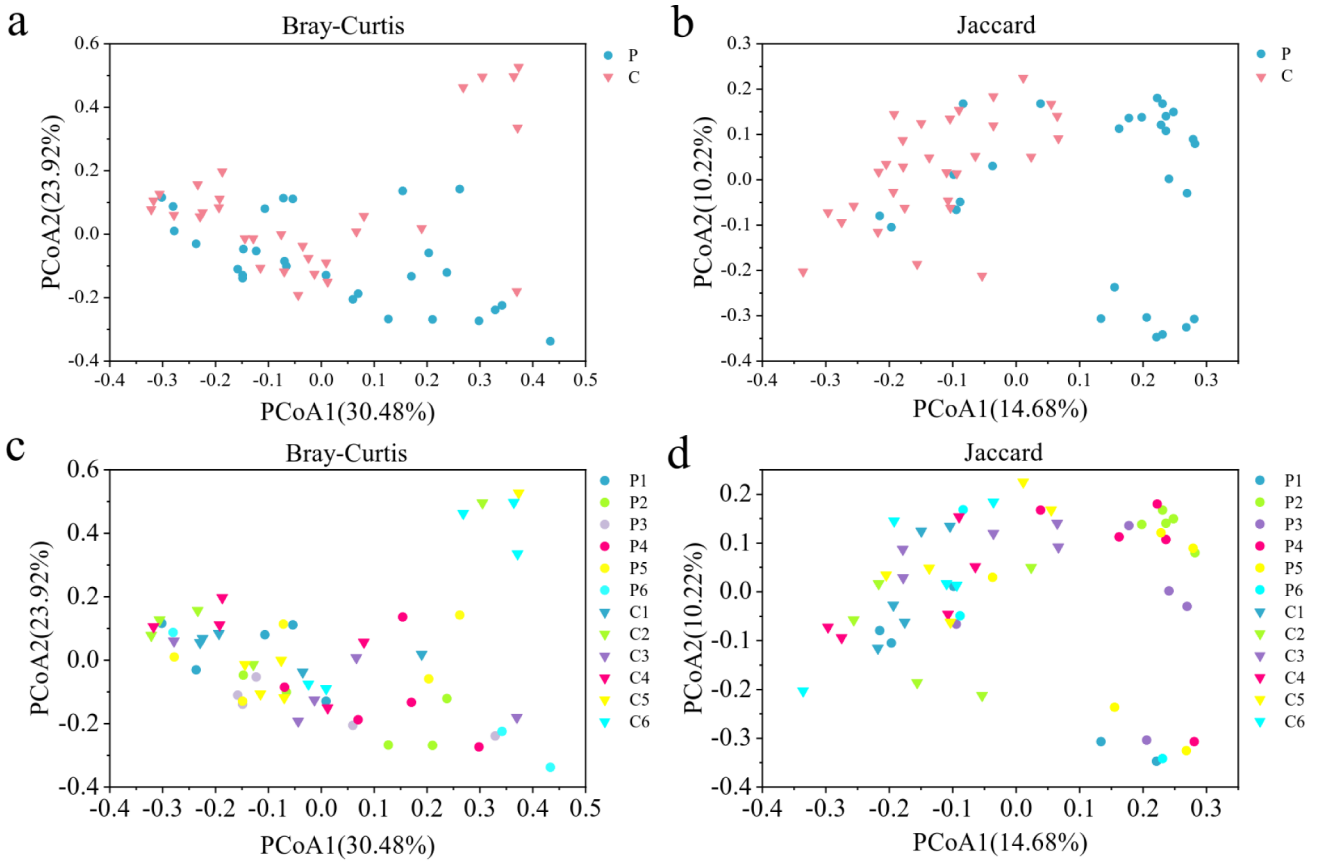 a
Bray-Curtis
PCoA2(23.92%)
0.6
0.4
0.2
0.0
-0.2
-0.4
-0.4 -0.3 -0.2 -0.1 0.0 0.1 0.2 0.3 0.4 0.5
PCoA1(30.48%)
P
C
b
Jaccard
PCoA2(10.22%)
0.3
0.2
0.1
0.0
-0.1
-0.2
-0.3
-0.4
-0.4 -0.3 -0.2 -0.1 0.0 0.1 0.2 0.3
PCoA1(14.68%)
P
C
c
Bray-Curtis
PCoA2(23.92%)
0.6
0.4
0.2
0.0
-0.2
-0.4
-0.4 -0.3 -0.2 -0.1 0.0 0.1 0.2 0.3 0.4 0.5
PCoA1(30.48%)
P1
P2
P3
P4
P5
P6
C1
C2
C3
C4
C5
C6
d
Jaccard
PCoA2(10.22%)
0.2
0.1
0.0
-0.1
-0.2
-0.3
-0.4
-0.4 -0.3 -0.2 -0.1 0.0 0.1 0.2 0.3
PCoA1(14.68%)
P1
P2
P3
P4
P5
P6
C1
C2
C3
C4
C5
C6